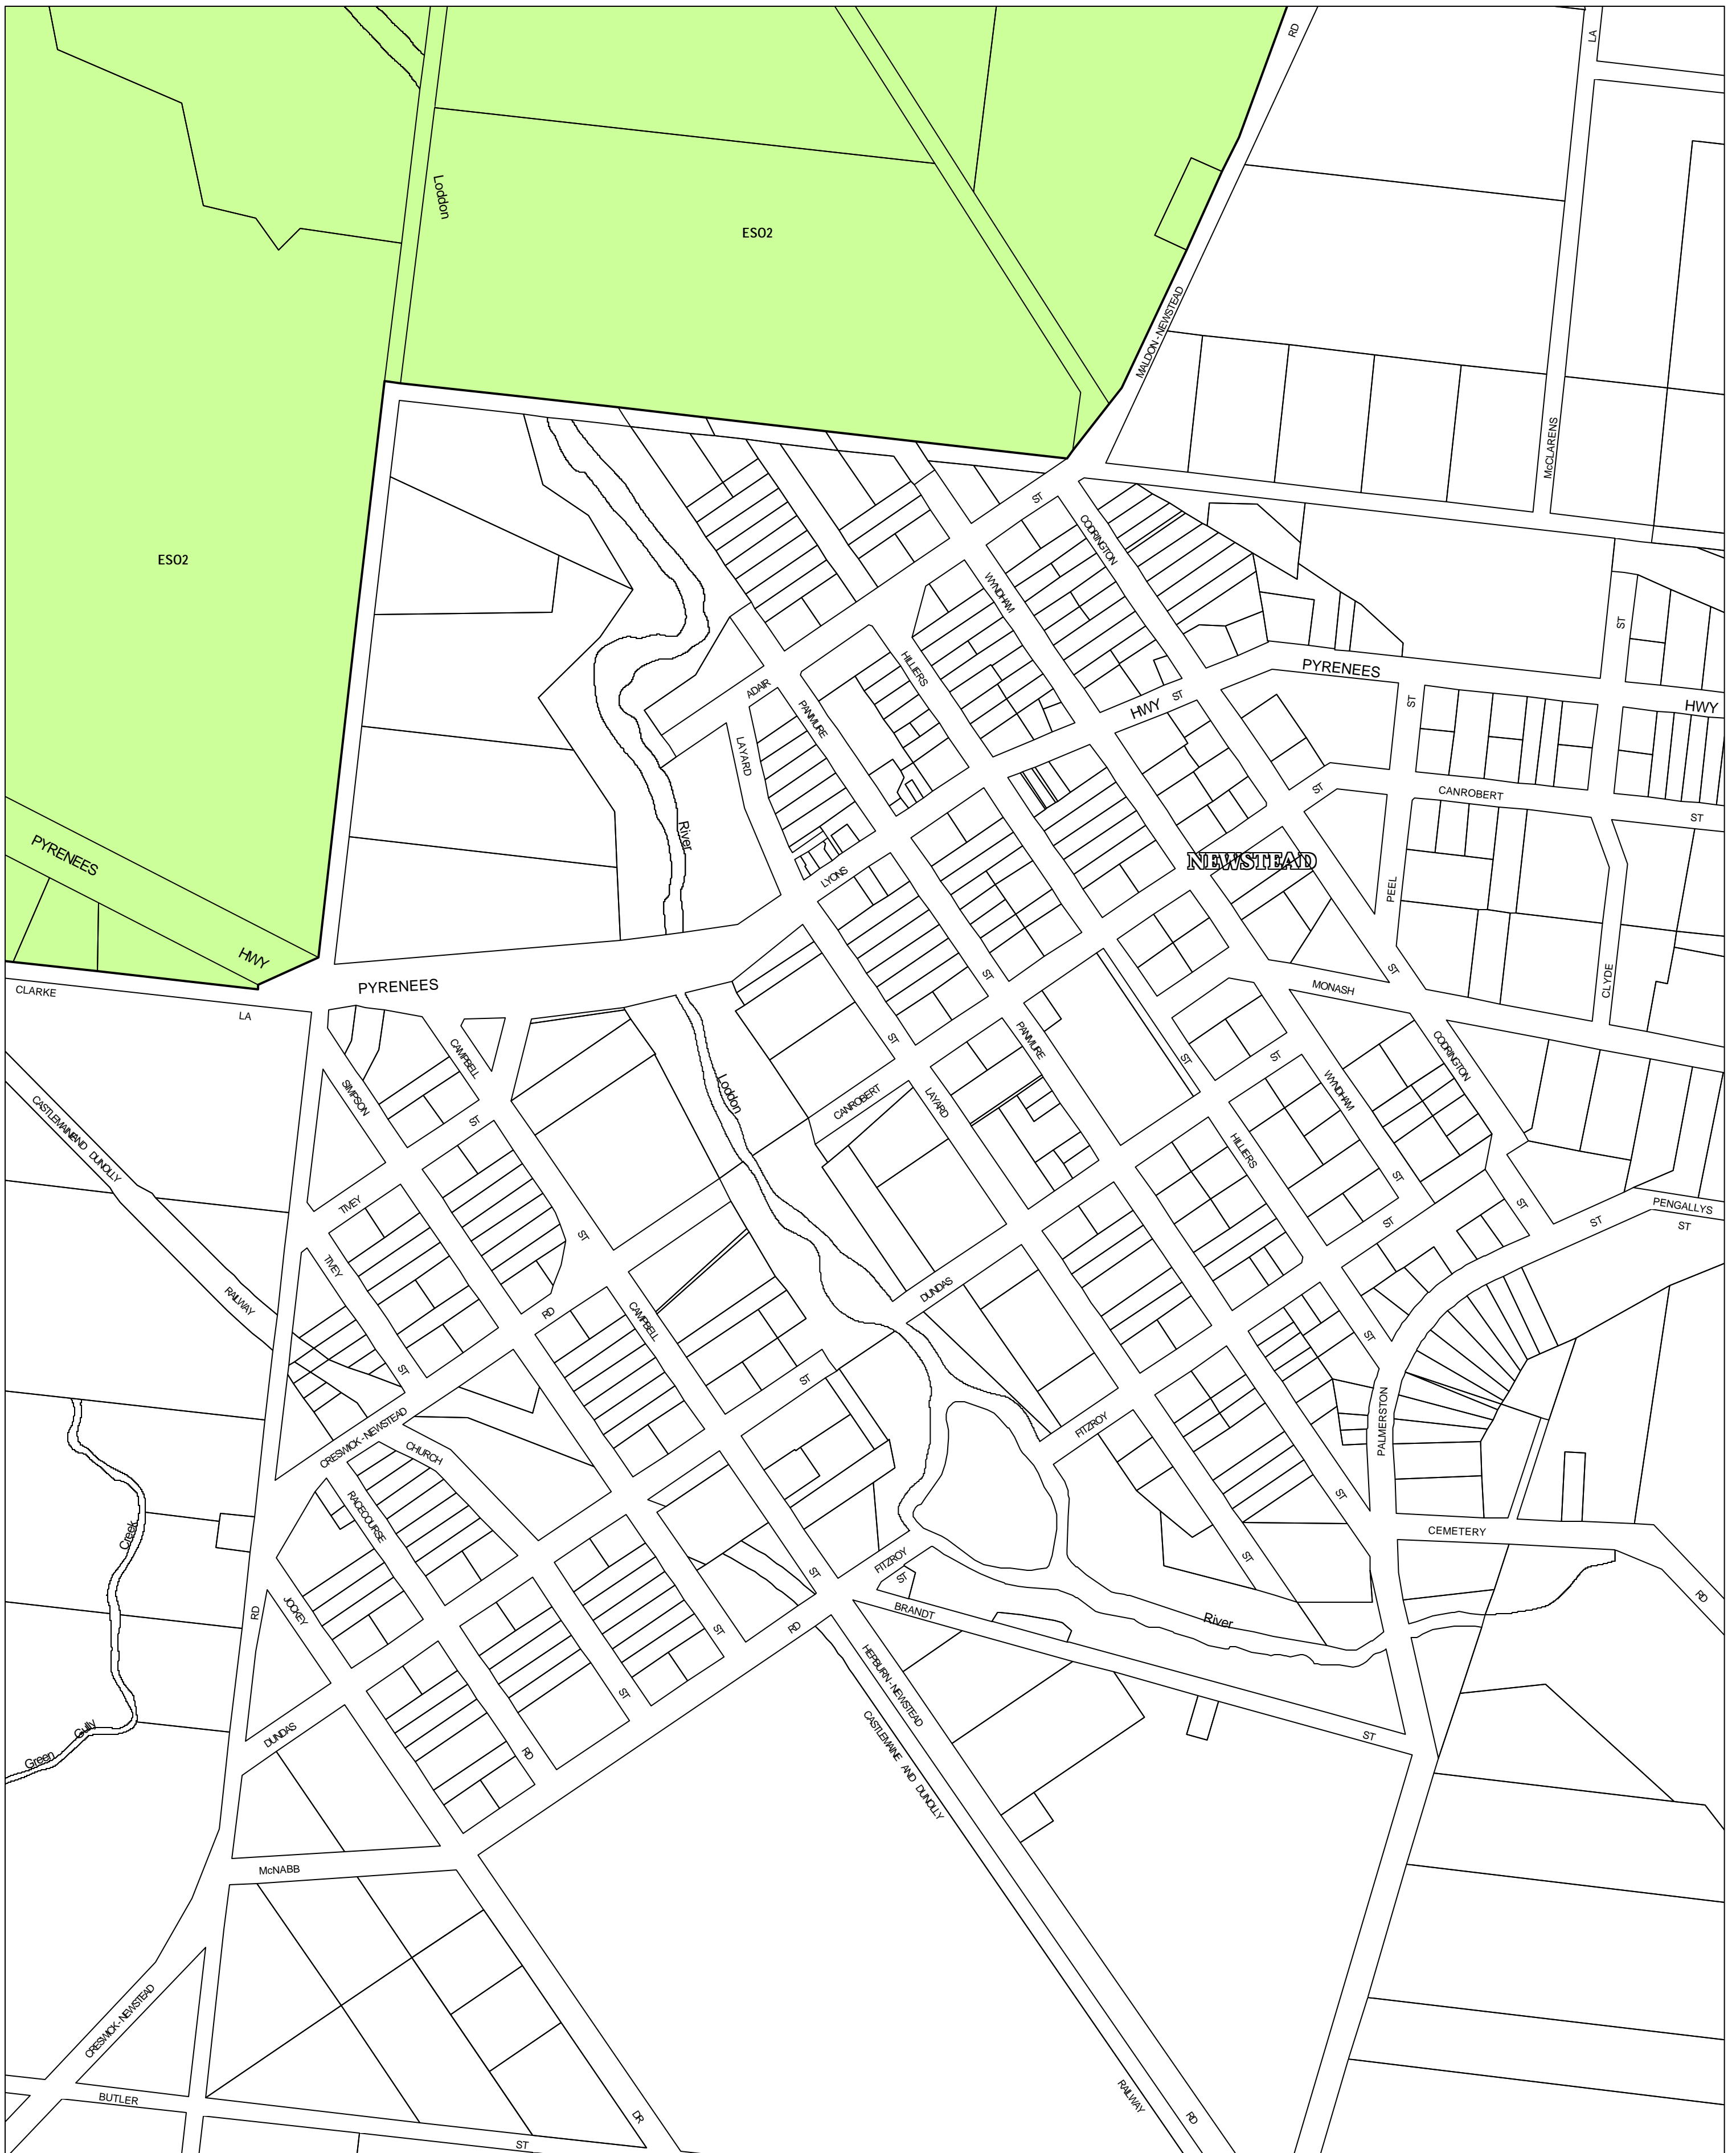 RD
LA
Loddon
ESO2
MALDON - NEWSTEAD
McCLARENS
ST
CODRINGTON
ESO2
WYNDHAM
ST
HILLIERS
PYRENEES
ADAIR
ST
ST
HWY
PANMURE
HWY
LAYARD
ST
CANROBERT
ST
River
PYRENEES
NEWSTEAD
LYONS
PEEL
HWY
ST
ST
CLYDE
PYRENEES
MONASH
CLARKE
LA
CAMPBELL
PANMURE
ST
CODRINGTON
SIMPSON
Loddon
CANROBERT
LAYARD
ST
ST
WYNDHAM
CASTLEMAINE AND DUNOLLY
ST
HILLIERS
TIVEY
ST
ST
PENGALLYS
ST
ST
ST
ST
TIVEY
DUNDAS
RAILWAY
RD
CAMPBELL
ST
ST
ST
CRESWICK - NEWSTEAD
FITZROY
PALMERSTON
CHURCH
RACECOURSE
ST
Creek
CEMETERY
FITZROY
ST
ST
ST
RD
JOCKEY
RD
BRANDT
River
ST
RD
HEPBURN - NEWSTEAD
ST
Gully
DUNDAS
CASTLEMAINE AND DUNOLLY
ST
Green
RD
McNABB
CRESWICK - NEWSTEAD
RAILWAY
BUTLER
DR
RD
ST